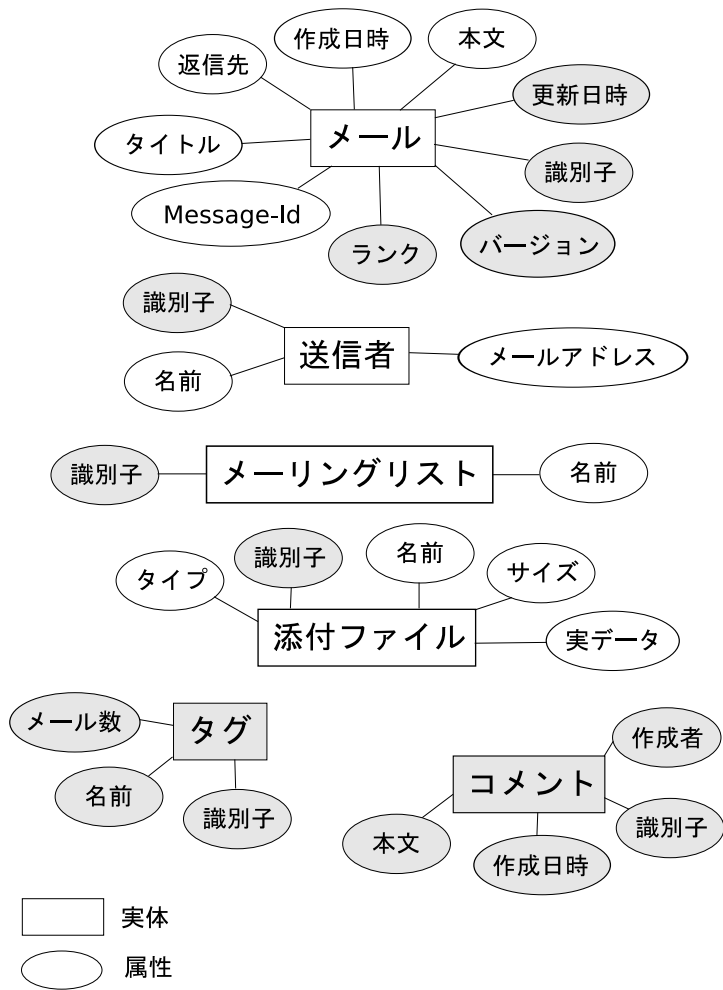 作成日時
本文
返信先
更新日時
メール
タイトル
識別子
Message-Id
ランク
バージョン
識別子
送信者
メールアドレス
名前
識別子
メーリングリスト
名前
識別子
名前
タイプ
サイズ
添付ファイル
実データ
メール数
タグ
作成者
コメント
名前
識別子
識別子
本文
作成日時
実体
属性